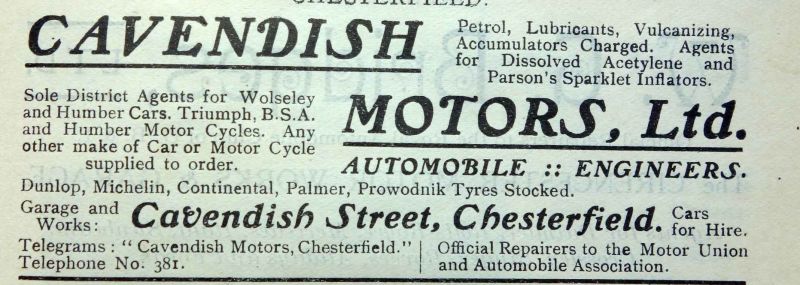 CHESTERFIELD.
CAVENDISH
Petrol, Lubricants, Vulcanizing,
Accumulators Charged. Agents
for Dissolved Acetylene and
Parson's Sparklet Inflators.
Sole District Agents for Wolseley
and Humber Cars. Triumph, B.S.A.
and Humber Motor Cycles. Any
other make of Car or Motor Cycle
supplied to order.
MOTORS, Ltd.
AUTOMOBILE :: ENGINEERS.
Dunlop, Michelin, Continental, Palmer, Prowodnik Tyres Stocked.
Garage and
Works:
Cavendish Street, Chesterfield.
Cars
for Hire.
Telegrams: "Cavendish Motors, Chesterfield."
Telephone No. 381.
Official Repairers to the Motor Union
and Automobile Association.